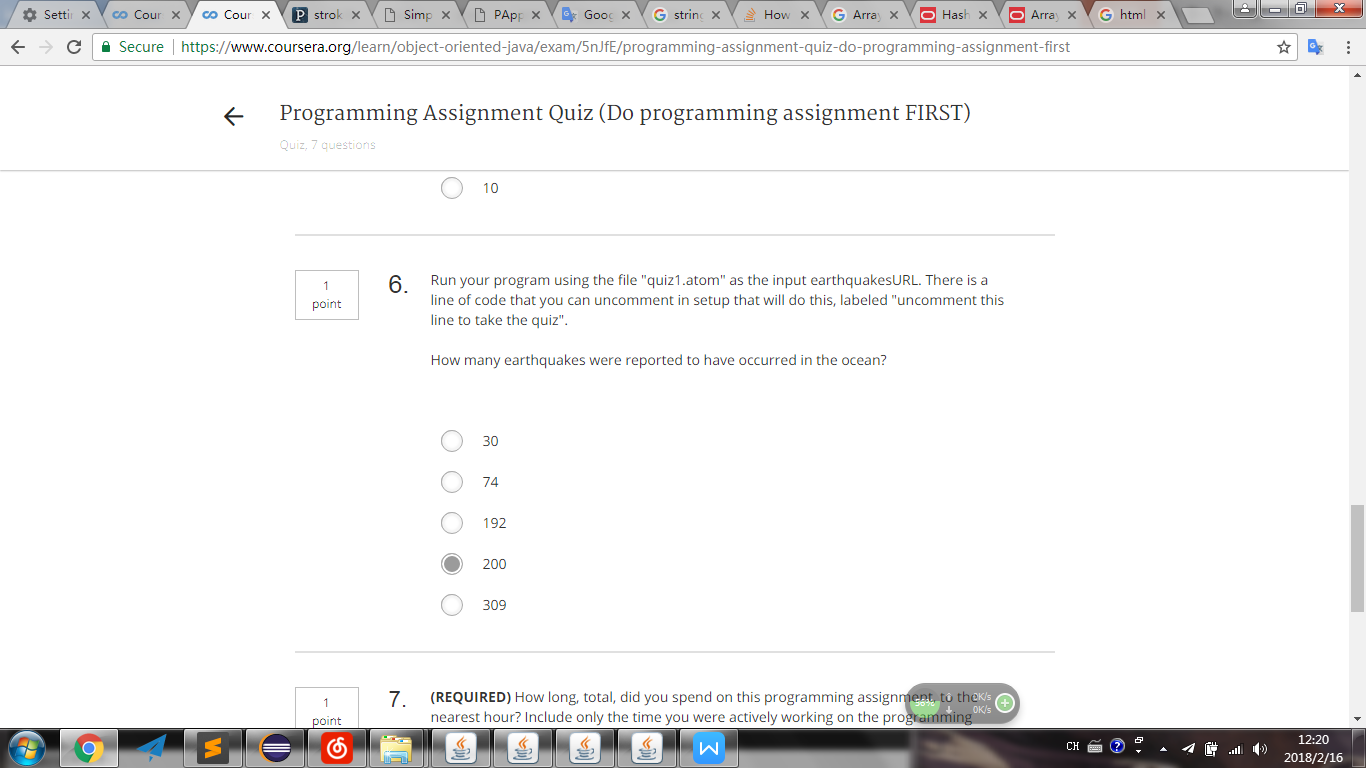 Setti
Cour
Cour
strok
Simp
PApp
Goog
string
How
Array
Hash
Array
html
Secure
https://www.coursera.org/learn/object-oriented-java/exam/5nJfE/programming-assignment-quiz-do-programming-assignment-first
Programming Assignment Quiz (Do programming assignment FIRST)
Quiz, 7 questions
10
1
point
6.
Run your program using the file "quiz1.atom" as the input earthquakesURL. There is a
line of code that you can uncomment in setup that will do this, labeled "uncomment this
line to take the quiz".
How many earthquakes were reported to have occurred in the ocean?
30
74
192
200
309
1
point
7.
(REQUIRED) How long, total, did you spend on this programming assignment, to the
nearest hour? Include only the time you were actively working on the programming
0K/s
0K/s
CH
12:20
2018/2/16